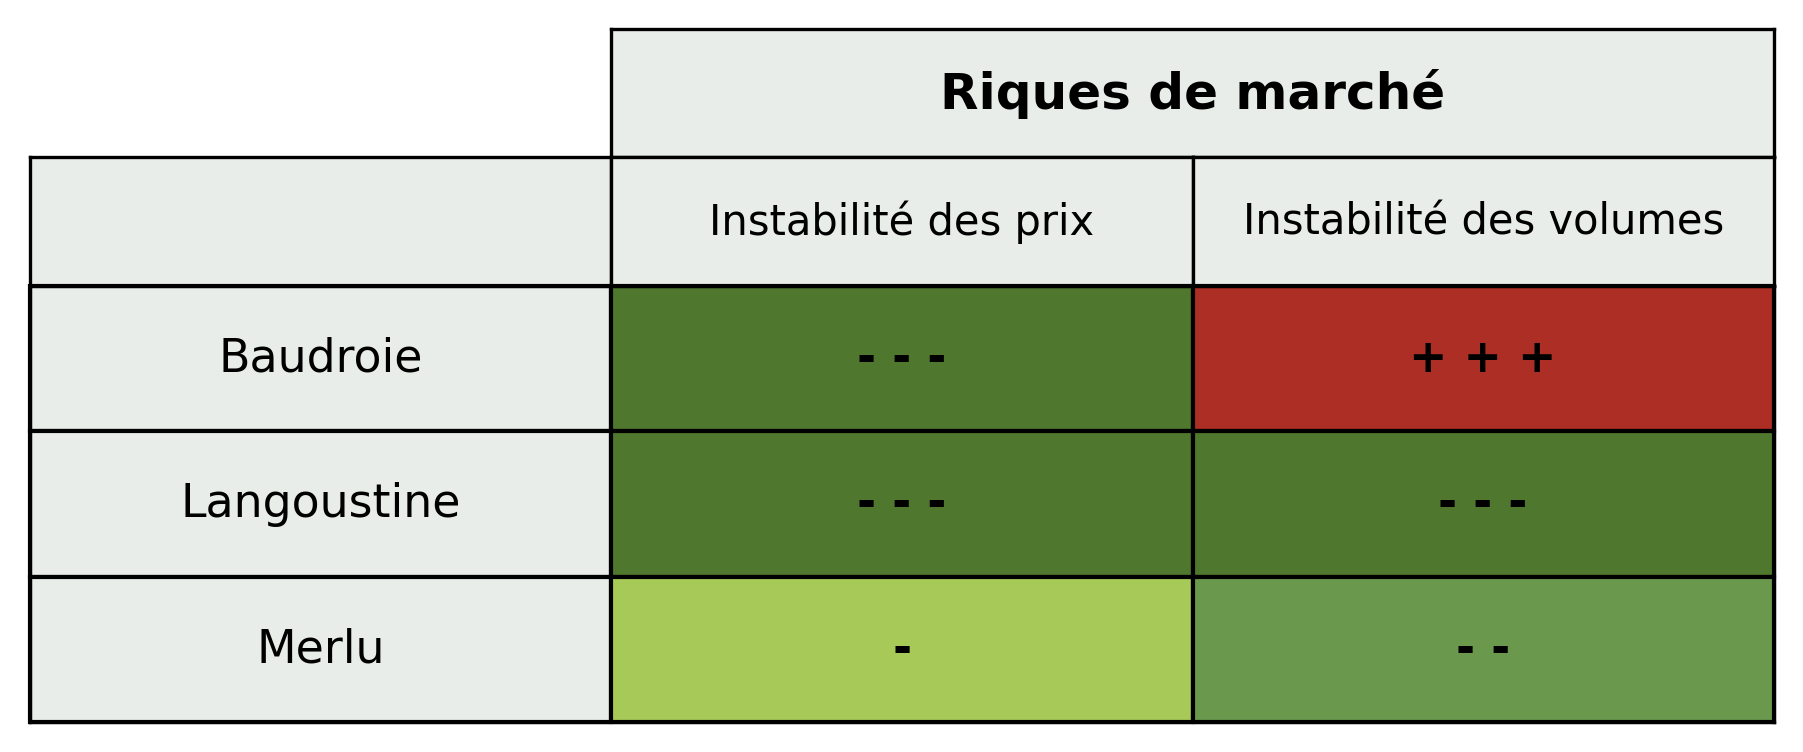 Riques de marché
Instabilité des prix
Instabilité des volumes
Baudroie
- - -
+ + +
Langoustine
- - -
- - -
Merlu
-
- -